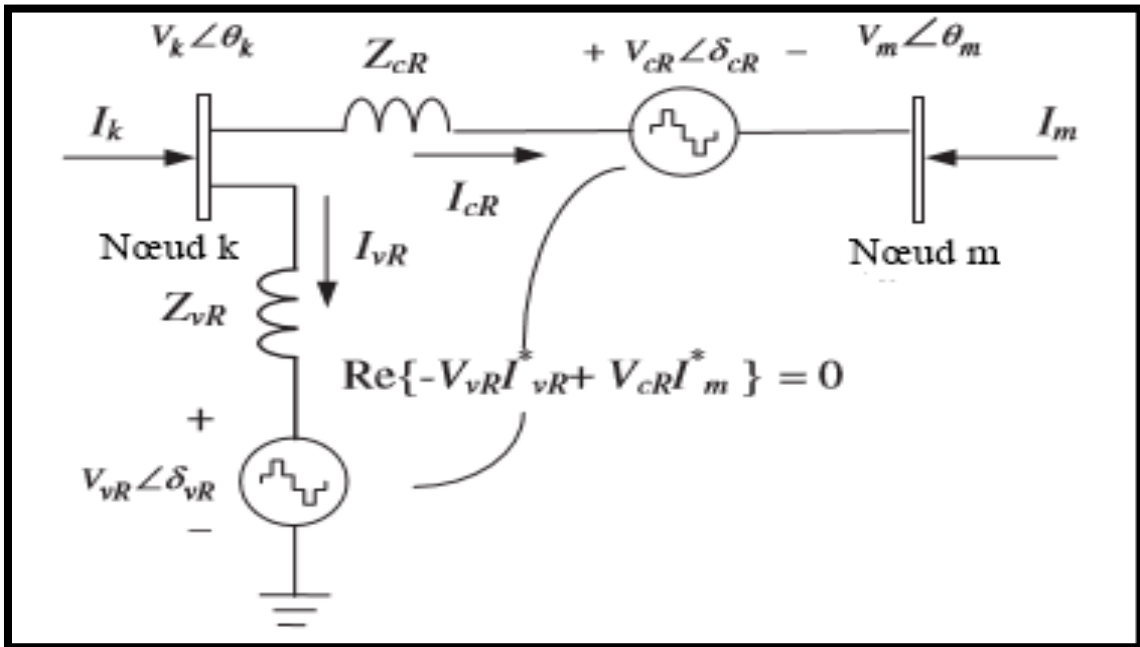 V_k∠θ_k
Z_cR
+ V_cR∠δ_cR −
V_m∠θ_m
I_k
I_m
I_cR
Nœud k
I_vR
Nœud m
Z_vR
Re{-V_vR I*_vR + V_cR I*_m } = 0
+
V_vR∠δ_vR
−